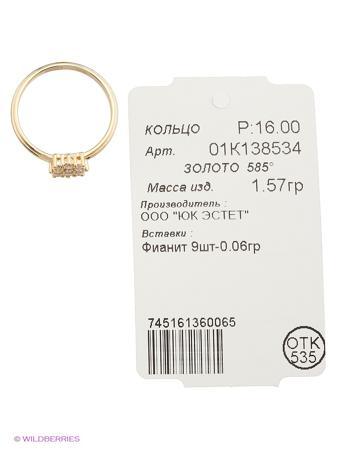 КОЛЬЦО Р:16.00
Арт. 01К138534
ЗОЛОТО 585°
Масса изд. 1.57гр
Производитель :
ООО "ЮК ЭСТЕТ"
Вставки :
Фианит 9шт-0.06гр
745161360065
ОТК
535
© WILDBERRIES